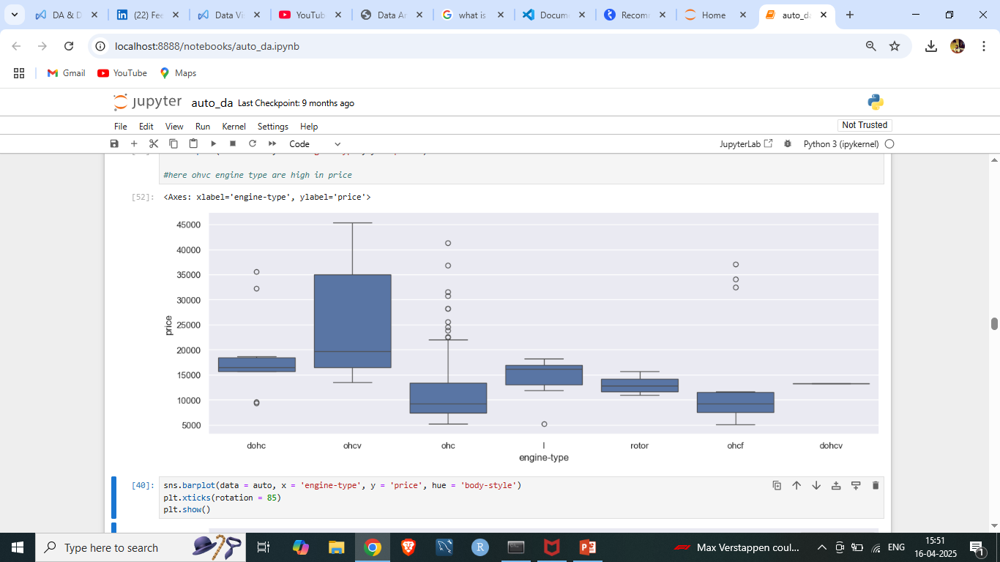 DA & D
(22) Fee
Data Vi
YouTub
Data Ar
what is
Docum
Recomm
Home
auto_da
localhost:8888/notebooks/auto_da.ipynb
Gmail
YouTube
Maps
jupyter auto_da Last Checkpoint: 9 months ago
File Edit View Run Kernel Settings Help
Not Trusted
Code
JupyterLab
Python 3 (ipykernel)
#here ohvc engine type are high in price
[52]: <Axes: xlabel='engine-type', ylabel='price'>
45000
40000
35000
30000
25000
20000
15000
10000
5000
price
dohc ohcv ohc l rotor ohcf dohcv
engine-type
[40]: sns.barplot(data = auto, x = 'engine-type', y = 'price', hue = 'body-style')
plt.xticks(rotation = 85)
plt.show()
Type here to search
Max Verstappen coul...
ENG
15:51
16-04-2025
1